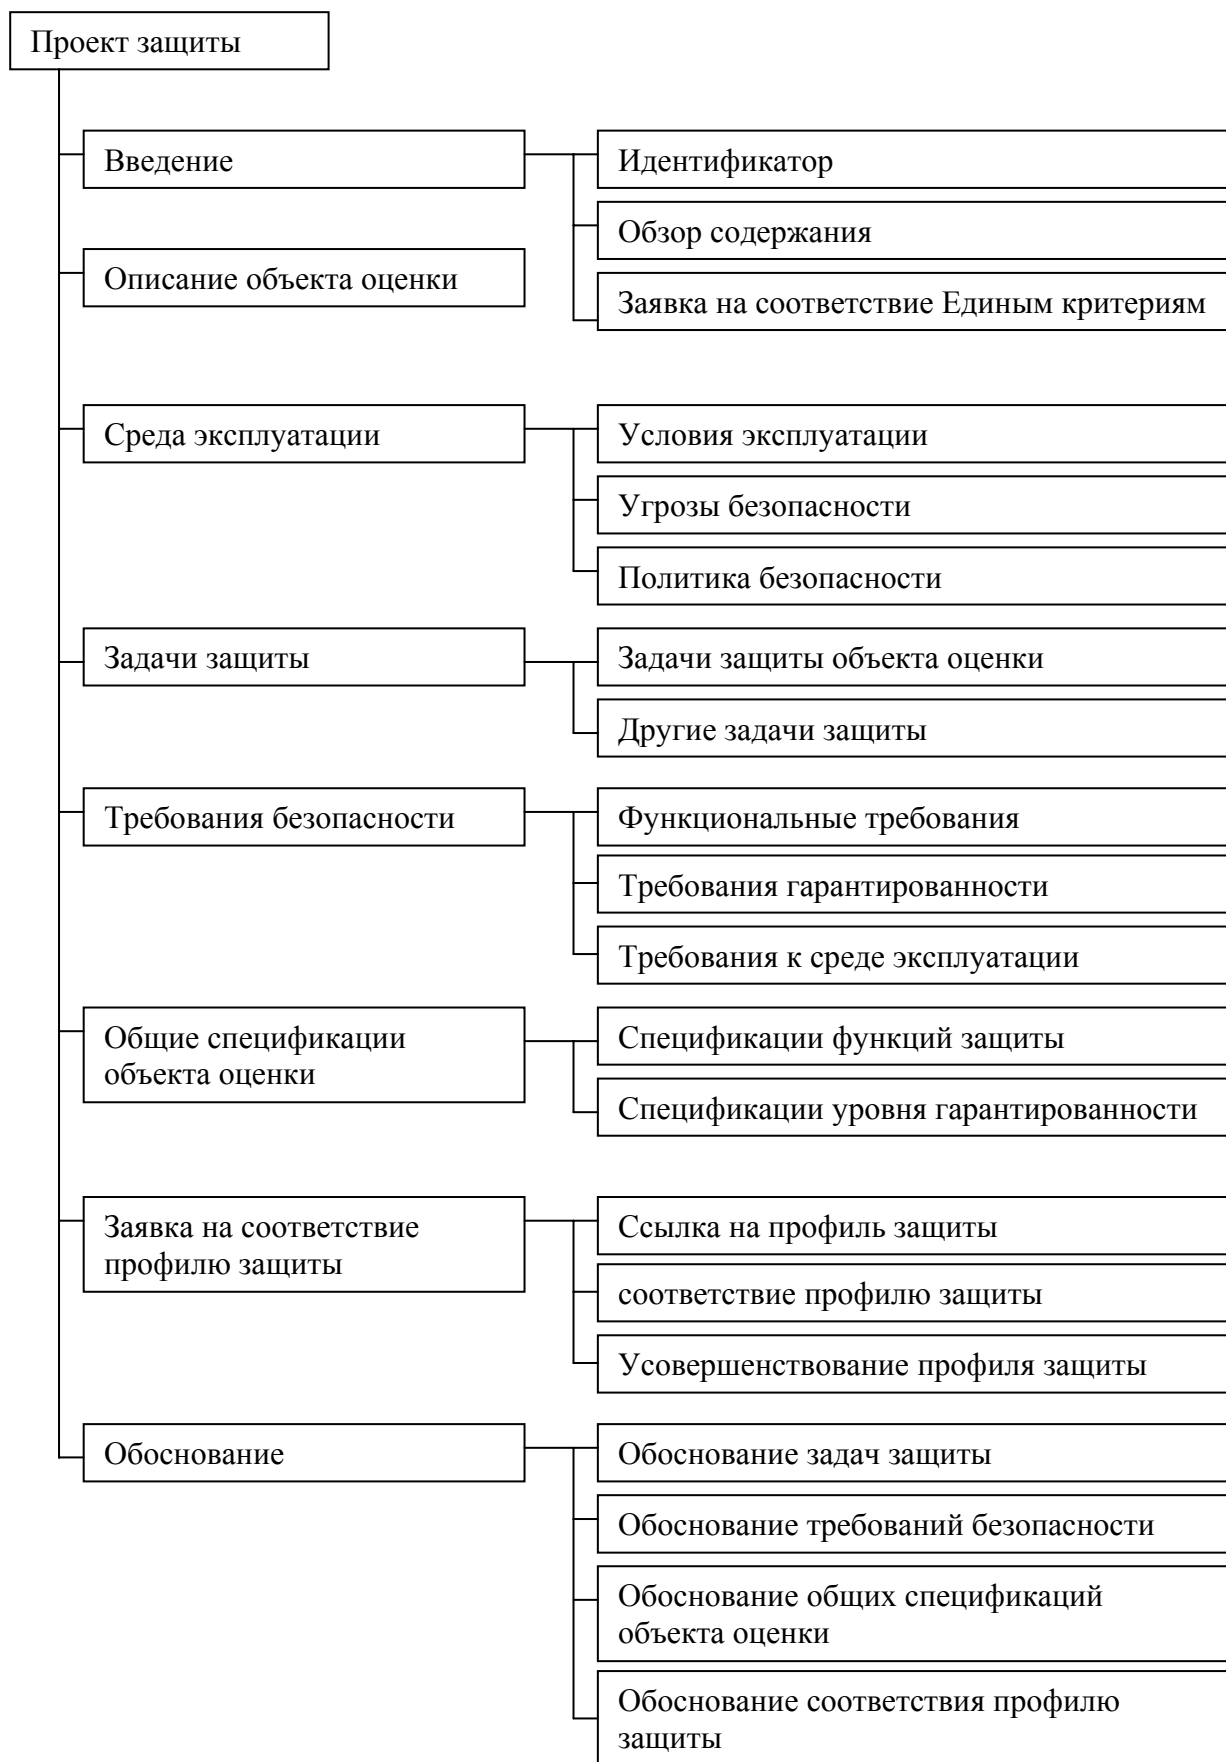 Проект защиты
Введение
Идентификатор
Обзор содержания
Заявка на соответствие Единым критериям
Описание объекта оценки
Среда эксплуатации
Условия эксплуатации
Угрозы безопасности
Политика безопасности
Задачи защиты
Задачи защиты объекта оценки
Другие задачи защиты
Требования безопасности
Функциональные требования
Требования гарантированности
Требования к среде эксплуатации
Общие спецификации
объекта оценки
Спецификации функций защиты
Спецификации уровня гарантированности
Заявка на соответствие
профилю защиты
Ссылка на профиль защиты
соответствие профилю защиты
Усовершенствование профиля защиты
Обоснование
Обоснование задач защиты
Обоснование требований безопасности
Обоснование общих спецификаций
объекта оценки
Обоснование соответствия профилю
защиты